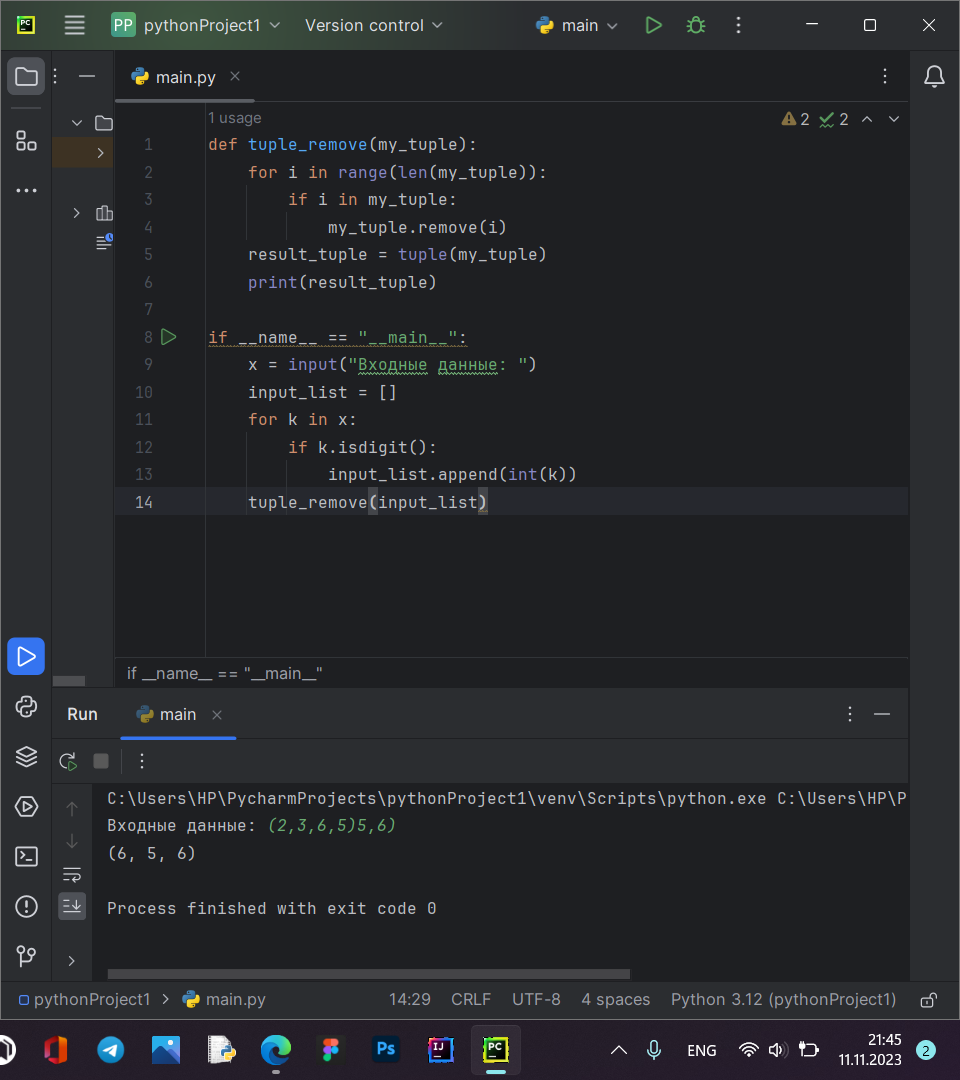 PC
PP pythonProject1 Version control main
main.py
1 usage
2 2
1 def tuple_remove(my_tuple):
2 for i in range(len(my_tuple)):
3 if i in my_tuple:
4 my_tuple.remove(i)
5 result_tuple = tuple(my_tuple)
6 print(result_tuple)
7
8 if __name__ == "__main__":
9 x = input("Входные данные: ")
10 input_list = []
11 for k in x:
12 if k.isdigit():
13 input_list.append(int(k))
14 tuple_remove(input_list)
if __name__ == "__main__"
Run main
C:\Users\HP\PycharmProjects\pythonProject1\venv\Scripts\python.exe C:\Users\HP\P
Входные данные: (2,3,6,5)5,6)
(6, 5, 6)
Process finished with exit code 0
pythonProject1 main.py 14:29 CRLF UTF-8 4 spaces Python 3.12 (pythonProject1)
Ps IJ PC ENG 21:45
11.11.2023 2